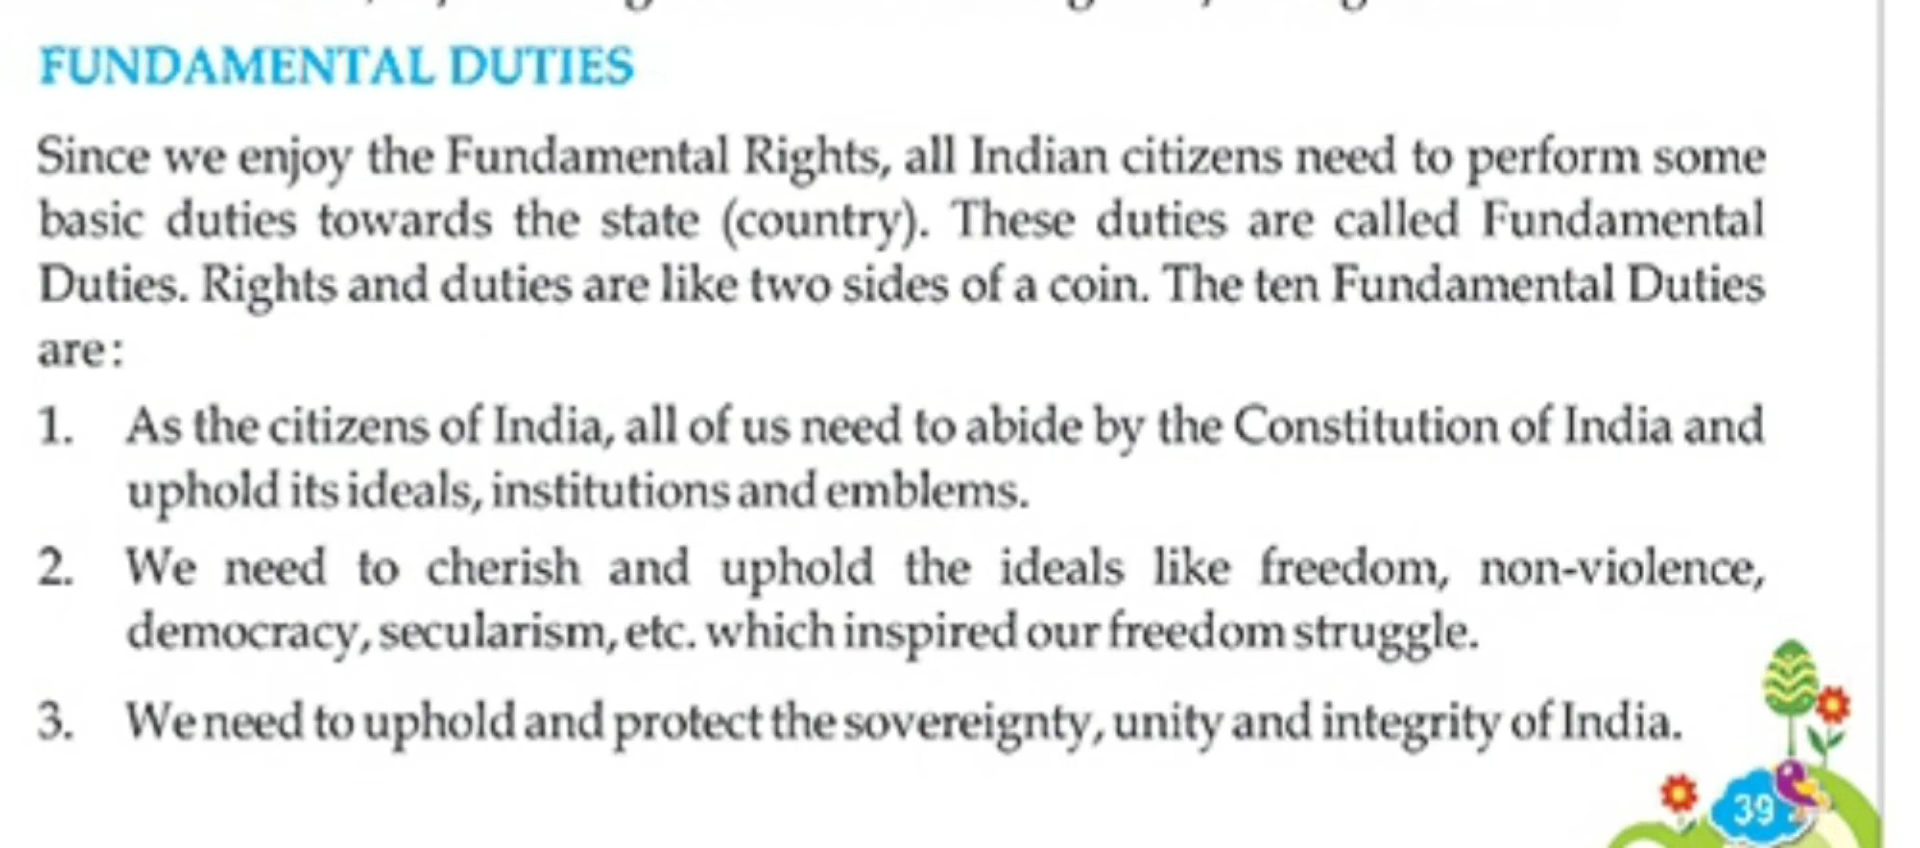 FUNDAMENTAL DUTIES
Since we enjoy the Fundamental Rights, all Indian citizens need to perform some
basic duties towards the state (country). These duties are called Fundamental
Duties. Rights and duties are like two sides of a coin. The ten Fundamental Duties
are:
1. As the citizens of India, all of us need to abide by the Constitution of India and
uphold its ideals, institutions and emblems.
2. We need to cherish and uphold the ideals like freedom, non-violence,
democracy, secularism, etc. which inspired our freedom struggle.
3. We need to uphold and protect the sovereignty, unity and integrity of India.
39